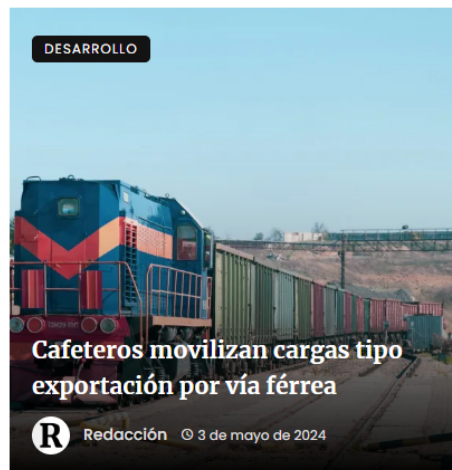 DESARROLLO
Cafeteros movilizan cargas tipo
exportación por vía férrea
R Redacción 3 de mayo de 2024